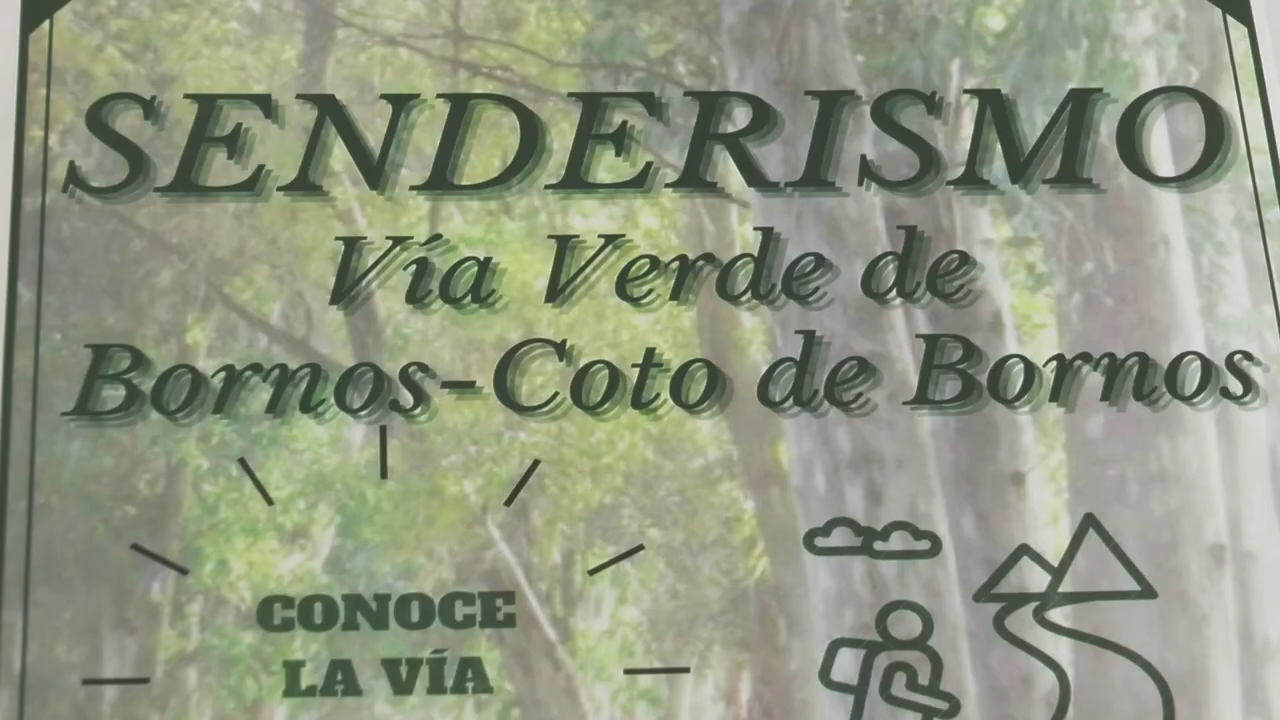 SENDERISMO
Vía Verde de
Bornos-Coto de Bornos
CONOCE
LA VÍA